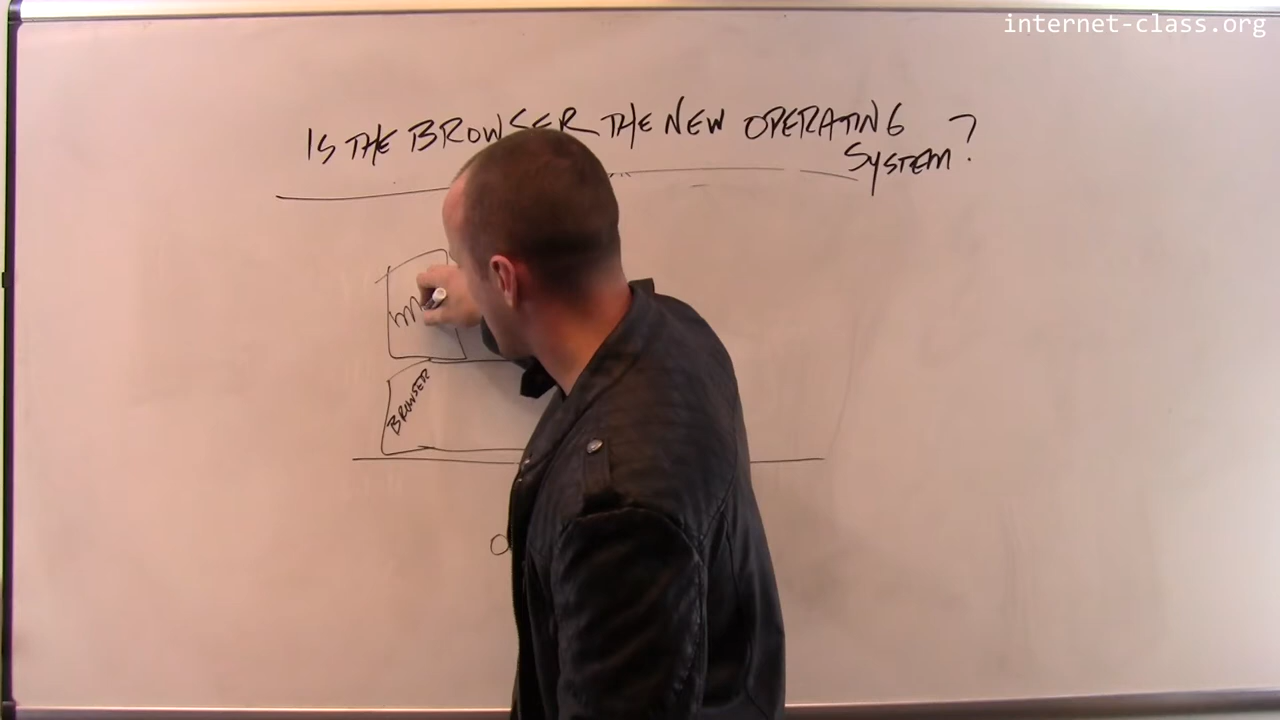 internet-class.org
IS THE BROWSER THE NEW OPERATING
SYSTEM?
BROWSER